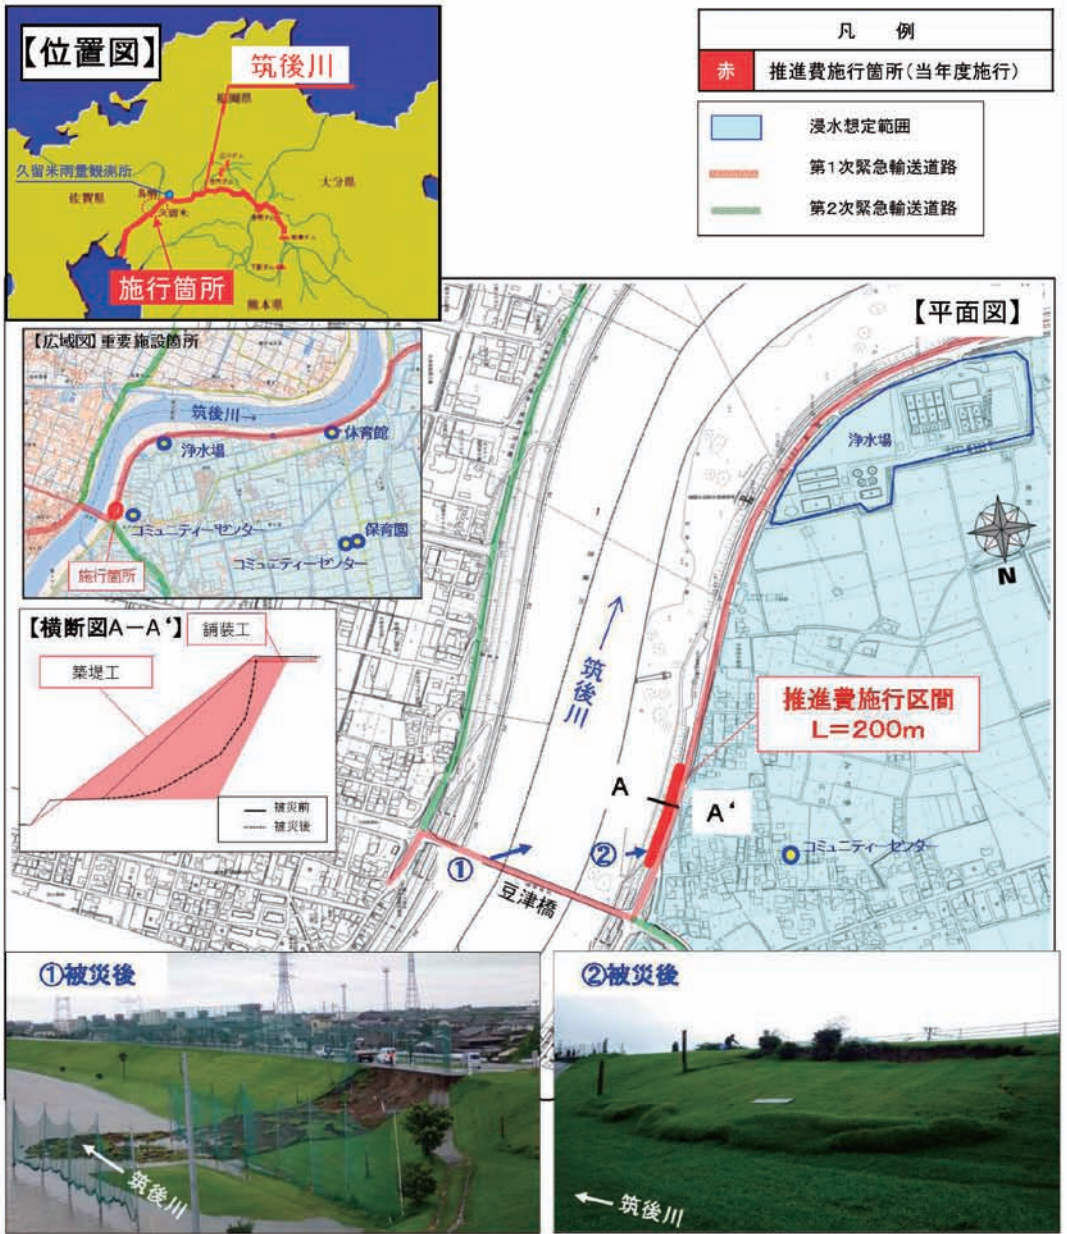 【位置図】
筑後川
福岡県
久留米雨量観測所
大分県
佐賀県
鳥栖
久留米
施行箇所
熊本県
凡 例
赤 推進費施行箇所(当年度施行)
浸水想定範囲
第1次緊急輸送道路
第2次緊急輸送道路
【平面図】
【広域図】重要施設箇所
筑後川→
体育館
浄水場
コミュニティーセンター
保育園
コミュニティーセンター
施行箇所
浄水場
N
【横断図A-A'】
舗装工
築堤工
被災前
被災後
筑後川
推進費施行区間
L=200m
A
A'
①
②
コミュニティーセンター
豆津橋
①被災後
筑後川
②被災後
筑後川